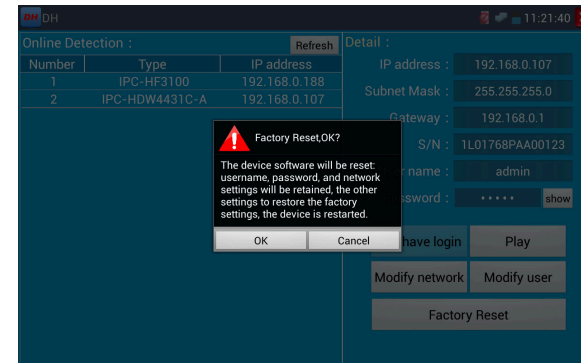 DH DH 11:21:40
Online Detection : Refresh
Number Type IP address
1 IPC-HF3100 192.168.0.188
2 IPC-HDW4431C-A 192.168.0.107
Detail :
IP address : 192.168.0.107
Subnet Mask : 255.255.255.0
Gateway : 192.168.0.1
S/N : 1L01768PAA00123
name : admin
ssword : ••••• show
have login Play
Modify network Modify user
Factory Reset
Factory Reset,OK?
The device software will be reset:
username, password, and network
settings will be retained, the other
settings to restore the factory
settings, the device is restarted.
OK Cancel